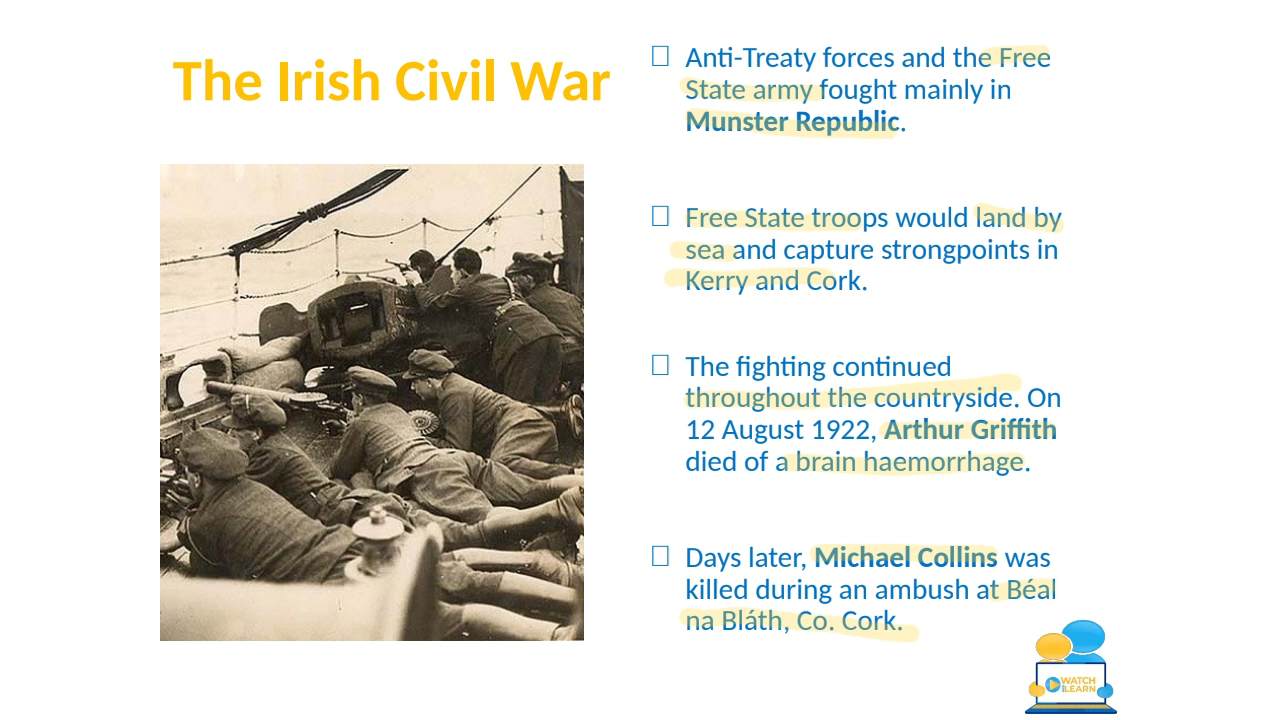 The Irish Civil War
Anti-Treaty forces and the Free
State army fought mainly in
Munster Republic.
Free State troops would land by
sea and capture strongpoints in
Kerry and Cork.
The fighting continued
throughout the countryside. On
12 August 1922, Arthur Griffith
died of a brain haemorrhage.
Days later, Michael Collins was
killed during an ambush at Béal
na Bláth, Co. Cork.
WATCH
LEARN